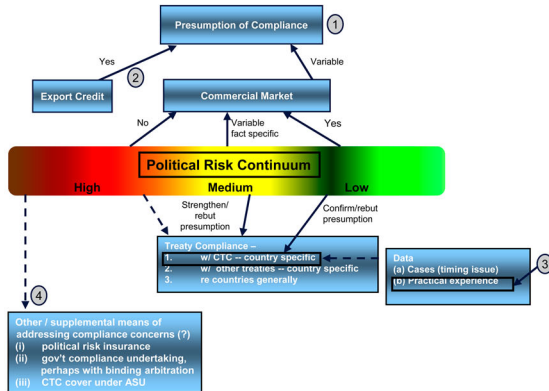 Presumption of Compliance
1
Yes
2
Variable
Export Credit
Commercial Market
No
Variable
fact specific
Yes
Political Risk Continuum
High
Medium
Low
Strengthen/
rebut
presumption
Confirm/rebut
presumption
Treaty Compliance –
1. w/ CTC -- country specific
2. w/ other treaties -- country specific
3. re countries generally
Data
(a) Cases (timing issue)
(b) Practical experience
3
4
Other / supplemental means of
addressing compliance concerns (?)
(i) political risk insurance
(ii) gov't compliance undertaking,
perhaps with binding arbitration
(iii) CTC cover under ASU